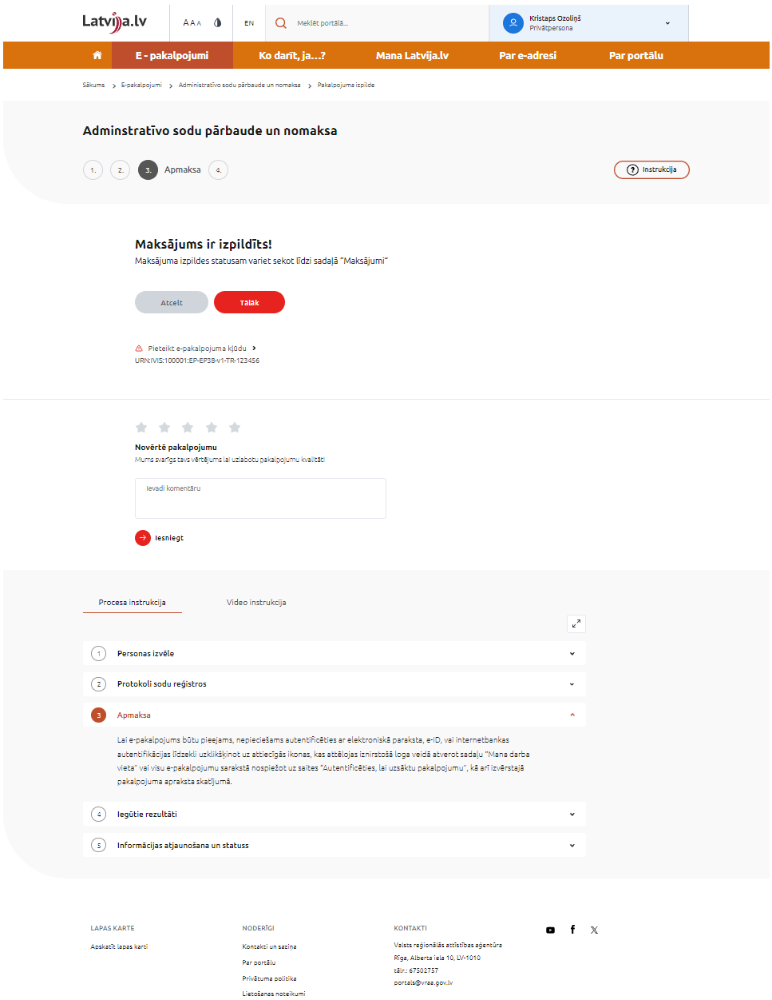 Latvija.lv
A A A
EN
Meklēt portālā...
Kristaps Ozoliņš
Privātpersona
E - pakalpojumi
Ko darīt, ja...?
Mana Latvija.lv
Par e-adresi
Par portālu
Sākums > E-pakalpojumi > Administratīvo sodu pārbaude un nomaksa > Pakalpojuma izpilde
Adminstratīvo sodu pārbaude un nomaksa
1. 2. 3. Apmaksa 4.
? Instrukcija
Maksājums ir izpildīts!
Maksājuma izpildes statusam variet sekot līdzi sadaļā "Maksājumi"
Atcelt
Tālāk
Pieteikt e-pakalpojuma kļūdu
URN:IVIS:100001:EP-EP38-v1-TR-123456
Novērtē pakalpojumu
Mums svarīgs tavs vērtējums lai uzlabotu pakalpojumu kvalitāti
Ievadi komentāru
Iesniegt
Procesa instrukcija
Video instrukcija
1 Personas izvēle
2 Protokoli sodu reģistros
3 Apmaksa
Lai e-pakalpojums būtu pieejams, nepieciešams autentificēties ar elektroniskā paraksta, e-ID, vai internetbankas
autentifikācijas līdzekli uzklikšķinot uz attiecīgās ikonas, kas attēlojas iznirstošā loga veidā atverot sadaļu "Mana darba
vieta" vai visu e-pakalpojumu sarakstā nospiežot uz saites "Autentificēties, lai uzsāktu pakalpojumu", kā arī izvērstajā
pakalpojuma apraksta skatījumā.
4 Iegūtie rezultāti
5 Informācijas atjaunošana un statuss
LAPAS KARTE
Apskatīt lapas karti
NODERĪGI
Kontakti un saziņa
Par portālu
Privātuma politika
Lietošanas noteikumi
KONTAKTI
Valsts reģionālās attīstības aģentūra
Rīga, Alberta iela 10, LV-1010
tālr.: 67502757
portals@vraa.gov.lv